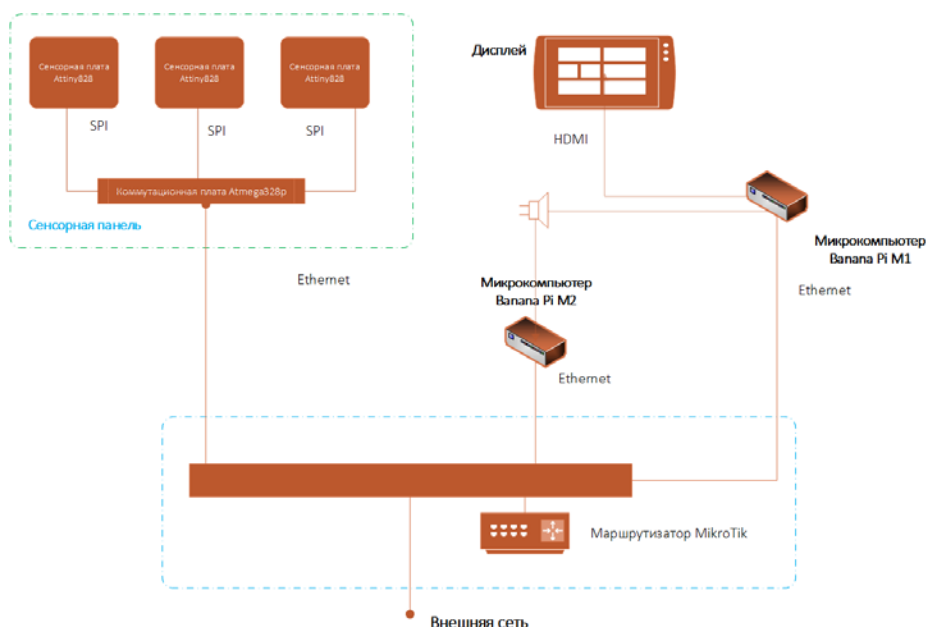 Сенсорная плата
Attiny828
Сенсорная плата
Attiny828
Сенсорная плата
Attiny828
SPI
SPI
SPI
Коммутационная плата Atmega328p
Сенсорная панель
Ethernet
Дисплей
HDMI
Микрокомпьютер
Banana Pi M1
Ethernet
Микрокомпьютер
Banana Pi M2
Ethernet
Маршрутизатор MikroTik
Внешняя сеть